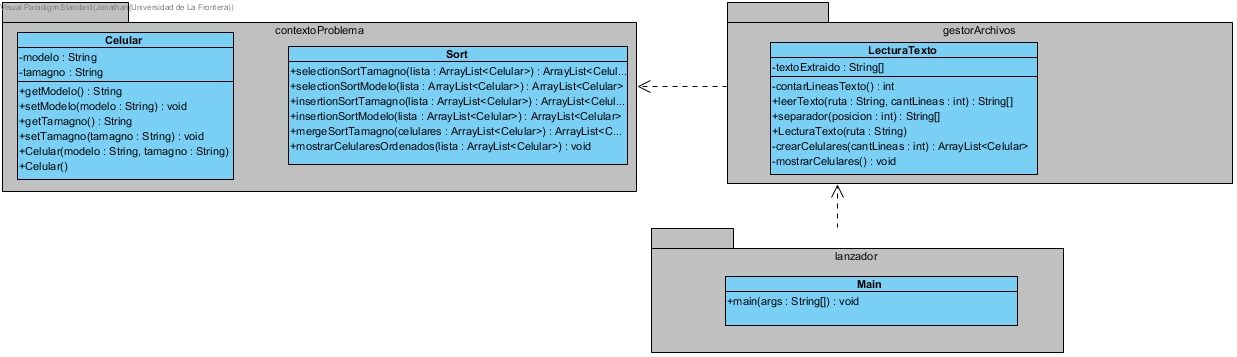 Visual Paradigm Standard(Jonathan(Universidad de La Frontera))
contextoProblema
Celular
-modelo : String
-tamagno : String
+getModelo() : String
+setModelo(modelo : String) : void
+getTamagno() : String
+setTamagno(tamagno : String) : void
+Celular(modelo : String, tamagno : String)
+Celular()
Sort
+selectionSortTamagno(lista : ArrayList<Celular>) : ArrayList<Celul...
+selectionSortModelo(lista : ArrayList<Celular>) : ArrayList<Celular>
+insertionSortTamagno(lista : ArrayList<Celular>) : ArrayList<Celul...
+insertionSortModelo(lista : ArrayList<Celular>) : ArrayList<Celular>
+mergeSortTamagno(celulares : ArrayList<Celular>) : ArrayList<C...
+mostrarCelularesOrdenados(lista : ArrayList<Celular>) : void
gestorArchivos
LecturaTexto
-textoExtraido : String[]
-contarLineasTexto() : int
+leerTexto(ruta : String, cantLineas : int) : String[]
+separador(posicion : int) : String[]
+LecturaTexto(ruta : String)
-crearCelulares(cantLineas : int) : ArrayList<Celular>
-mostrarCelulares() : void
lanzador
Main
+main(args : String[]) : void